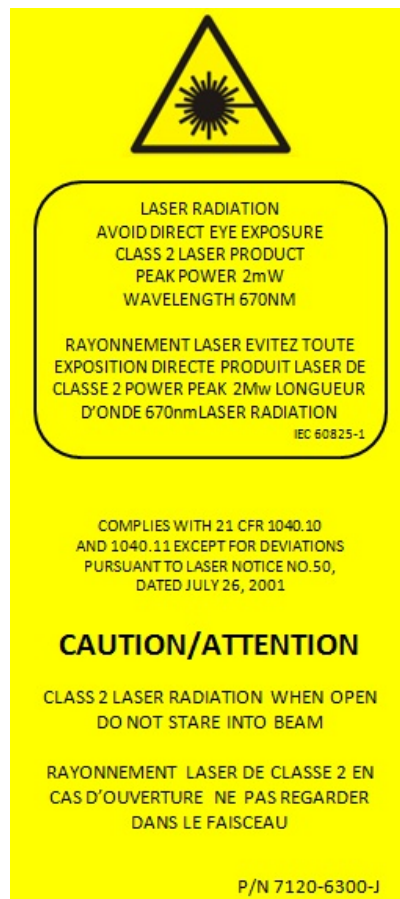 LASER RADIATION
AVOID DIRECT EYE EXPOSURE
CLASS 2 LASER PRODUCT
PEAK POWER 2mW
WAVELENGTH 670NM
RAYONNEMENT LASER EVITEZ TOUTE
EXPOSITION DIRECTE PRODUIT LASER DE
CLASSE 2 POWER PEAK 2Mw LONGUEUR
D'ONDE 670nmLASER RADIATION
IEC 60825-1
COMPLIES WITH 21 CFR 1040.10
AND 1040.11 EXCEPT FOR DEVIATIONS
PURSUANT TO LASER NOTICE NO.50,
DATED JULY 26, 2001
CAUTION/ATTENTION
CLASS 2 LASER RADIATION WHEN OPEN
DO NOT STARE INTO BEAM
RAYONNEMENT LASER DE CLASSE 2 EN
CAS D'OUVERTURE NE PAS REGARDER
DANS LE FAISCEAU
P/N 7120-6300-J